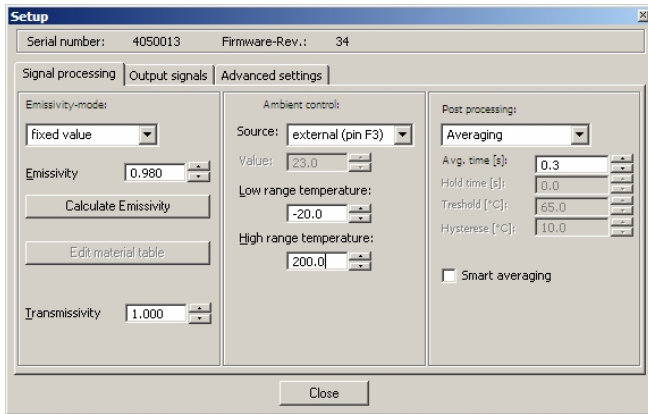 Setup
Serial number: 4050013 Firmware-Rev.: 34
Signal processing Output signals Advanced settings
Emissivity-mode:
fixed value
Emissivity 0.980
Calculate Emissivity
Edit material table
Transmissivity 1.000
Ambient control:
Source: external (pin F3)
Value: 23.0
Low range temperature:
-20.0
High range temperature:
200.0
Post processing:
Averaging
Avg. time [s]: 0.3
Hold time [s]: 0.0
Treshold [°C]: 65.0
Hysterese [°C]: 10.0
Smart averaging
Close